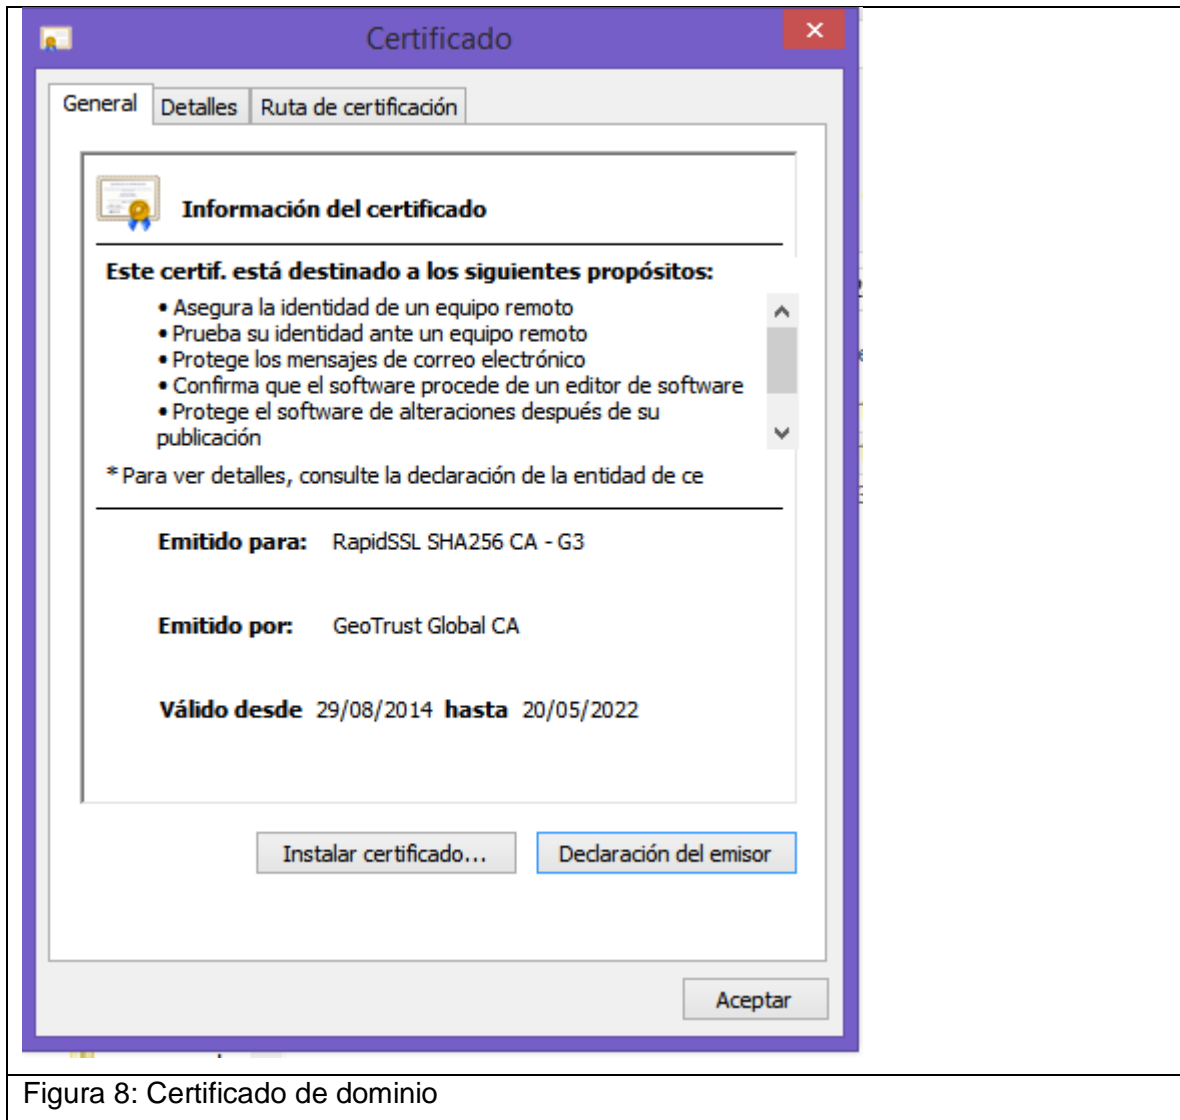 Certificado
General Detalles Ruta de certificación
Información del certificado
Este certif. está destinado a los siguientes propósitos:
• Asegura la identidad de un equipo remoto
• Prueba su identidad ante un equipo remoto
• Protege los mensajes de correo electrónico
• Confirma que el software procede de un editor de software
• Protege el software de alteraciones después de su
publicación
* Para ver detalles, consulte la declaración de la entidad de ce
Emitido para: RapidSSL SHA256 CA - G3
Emitido por: GeoTrust Global CA
Válido desde 29/08/2014 hasta 20/05/2022
Instalar certificado... Declaración del emisor
Aceptar
Figura 8: Certificado de dominio